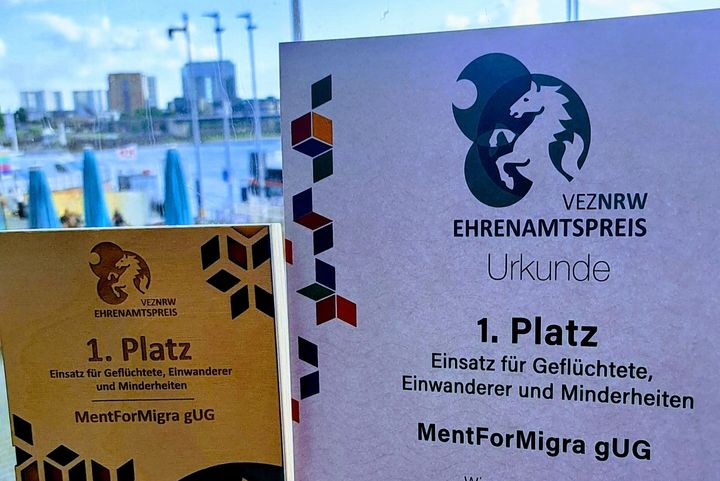 VEZNRW
EHRENAMTSPREIS
1. Platz
Einsatz für Geflüchtete, Einwanderer
und Minderheiten
MentForMigra gUG
VEZNRW
EHRENAMTSPREIS
Urkunde
1. Platz
Einsatz für Geflüchtete,
Einwanderer und Minderheiten
MentForMigra gUG